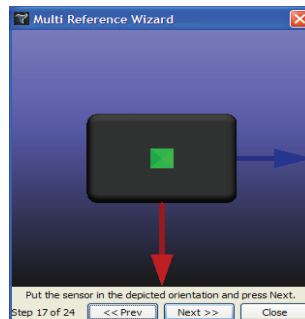 Multi Reference Wizard
Put the sensor in the depicted orientation and press Next.
Step 17 of 24 << Prev Next >> Close